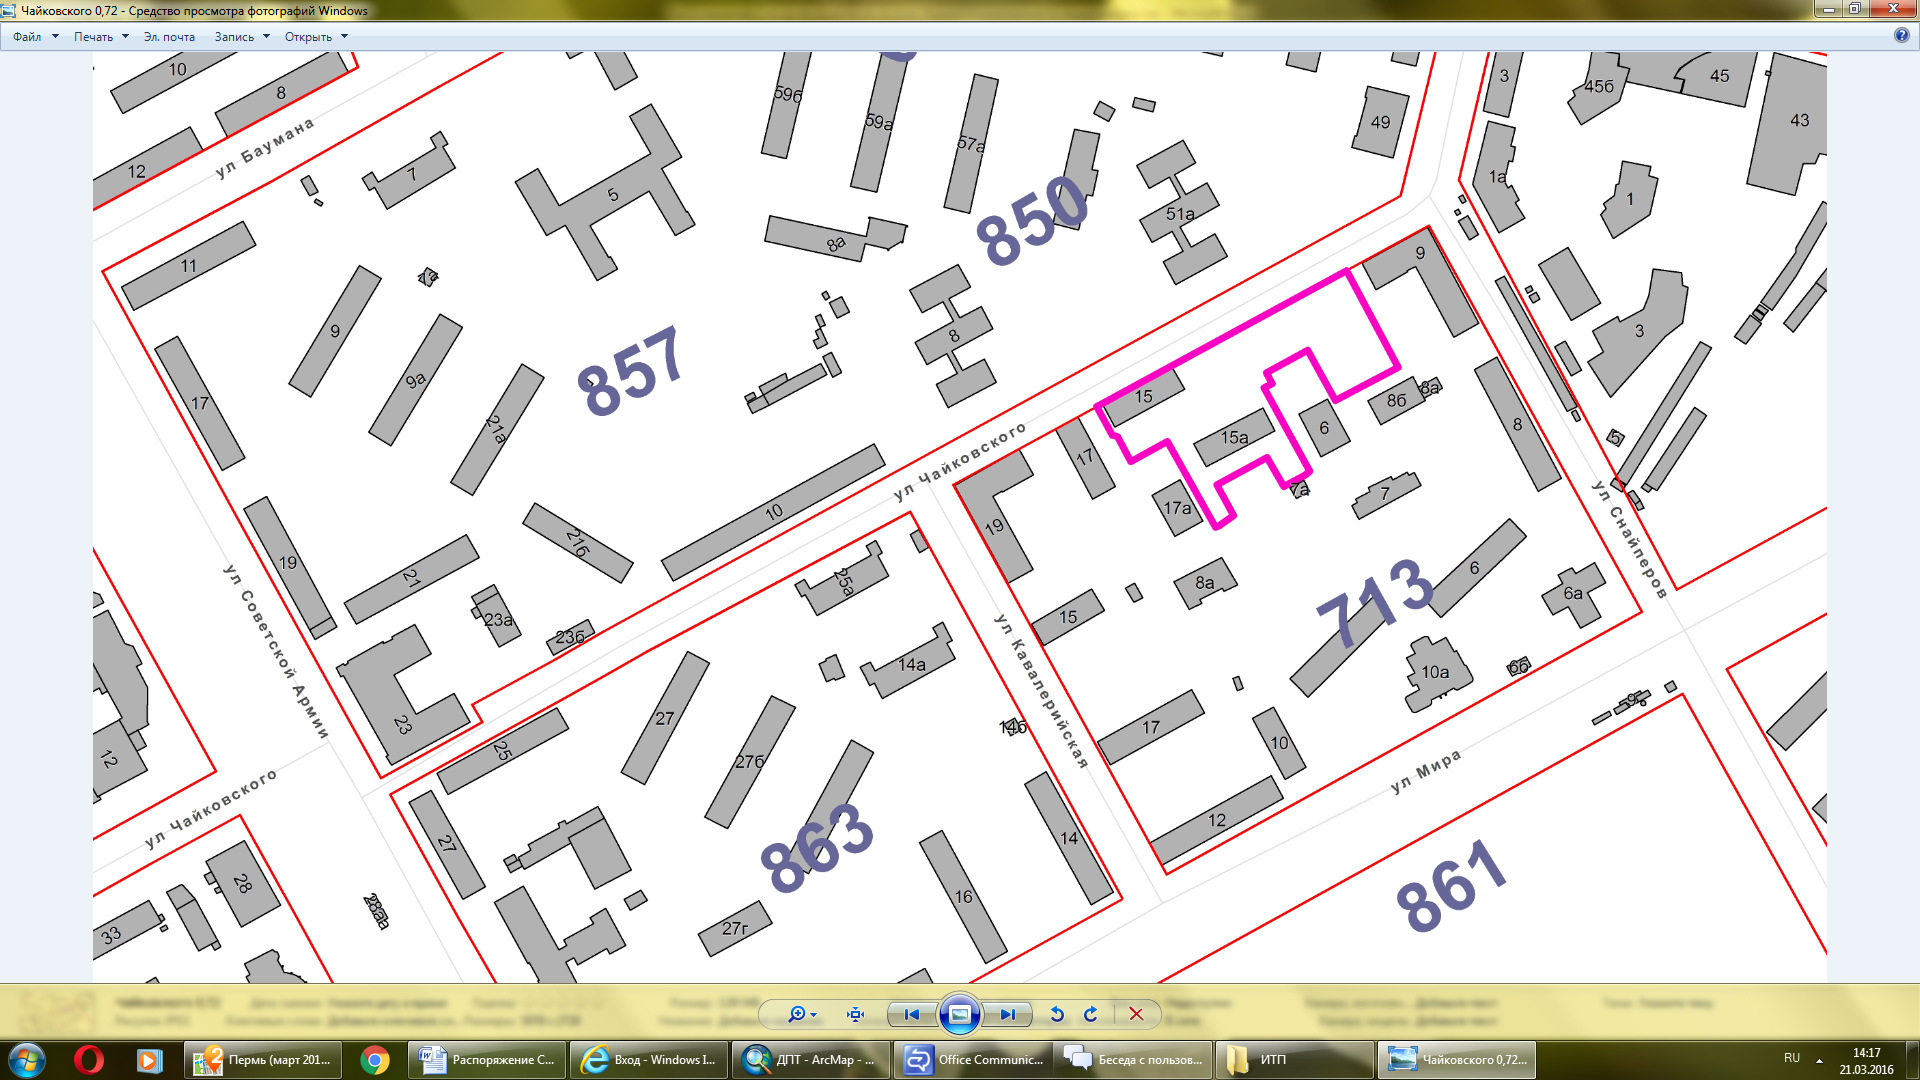 Чайковского 0,72 - Средство просмотра фотографий Windows
Файл Печать Эл. почта Запись Открыть
10
8
12
ул Баумана
7
5
59б
59а
57а
49
3
45б
45
43
1а
1
51а
850
8а
11
7а
9
9а
17
21а
857
8
9
3
15
15а
6
8б
8а
8
5
17
17а
7а
7
ул Чайковского
10
19
21б
21
19
23а
23б
23
ул Советской Армии
25а
14а
15
8а
713
6
6а
6б
10а
9
ул Снайперов
ул Кавалерийская
14б
17
10
12
ул Мира
27
27б
25
27
863
14
16
27г
861
12
ул Чайковского
28
28а
33
Пермь (март 201...
Распоряжение С...
Вход - Windows I...
ДПТ - ArcMap - ...
Office Communic...
Беседа с пользов...
ИТП
Чайковского 0,72...
RU
14:17
21.03.2016